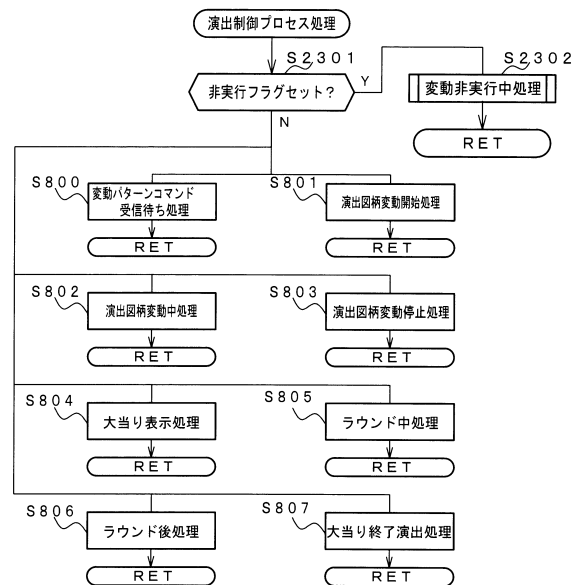 演出制御プロセス処理
S2301
S2302
非実行フラグセット?
Y
変動非実行中処理
N
RET
S800
変動パターンコマンド
受信待ち処理
S801
演出図柄変動開始処理
RET
RET
S802
演出図柄変動中処理
S803
演出図柄変動停止処理
RET
RET
S804
大当り表示処理
S805
ラウンド中処理
RET
RET
S806
ラウンド後処理
S807
大当り終了演出処理
RET
RET